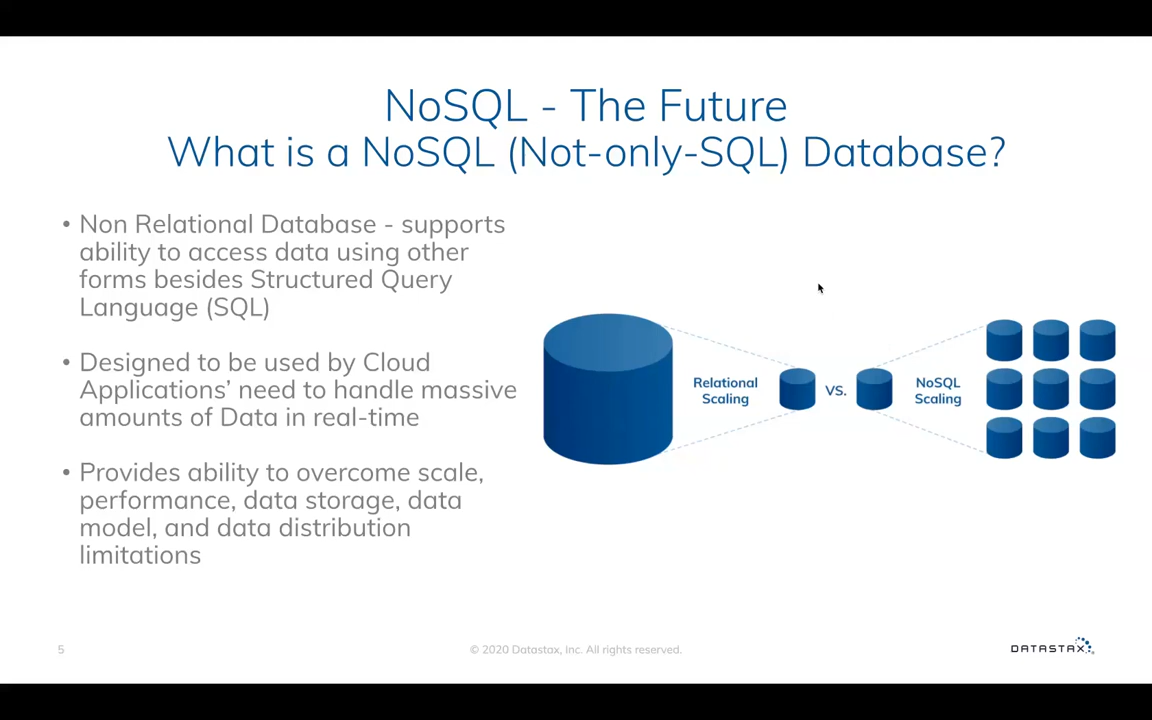 NoSQL - The Future
What is a NoSQL (Not-only-SQL) Database?
• Non Relational Database - supports
ability to access data using other
forms besides Structured Query
Language (SQL)
• Designed to be used by Cloud
Applications’ need to handle massive
amounts of Data in real-time
• Provides ability to overcome scale,
performance, data storage, data
model, and data distribution
limitations
Relational
Scaling
VS.
NoSQL
Scaling
5
© 2020 Datastax, Inc. All rights reserved.
DATASTAX